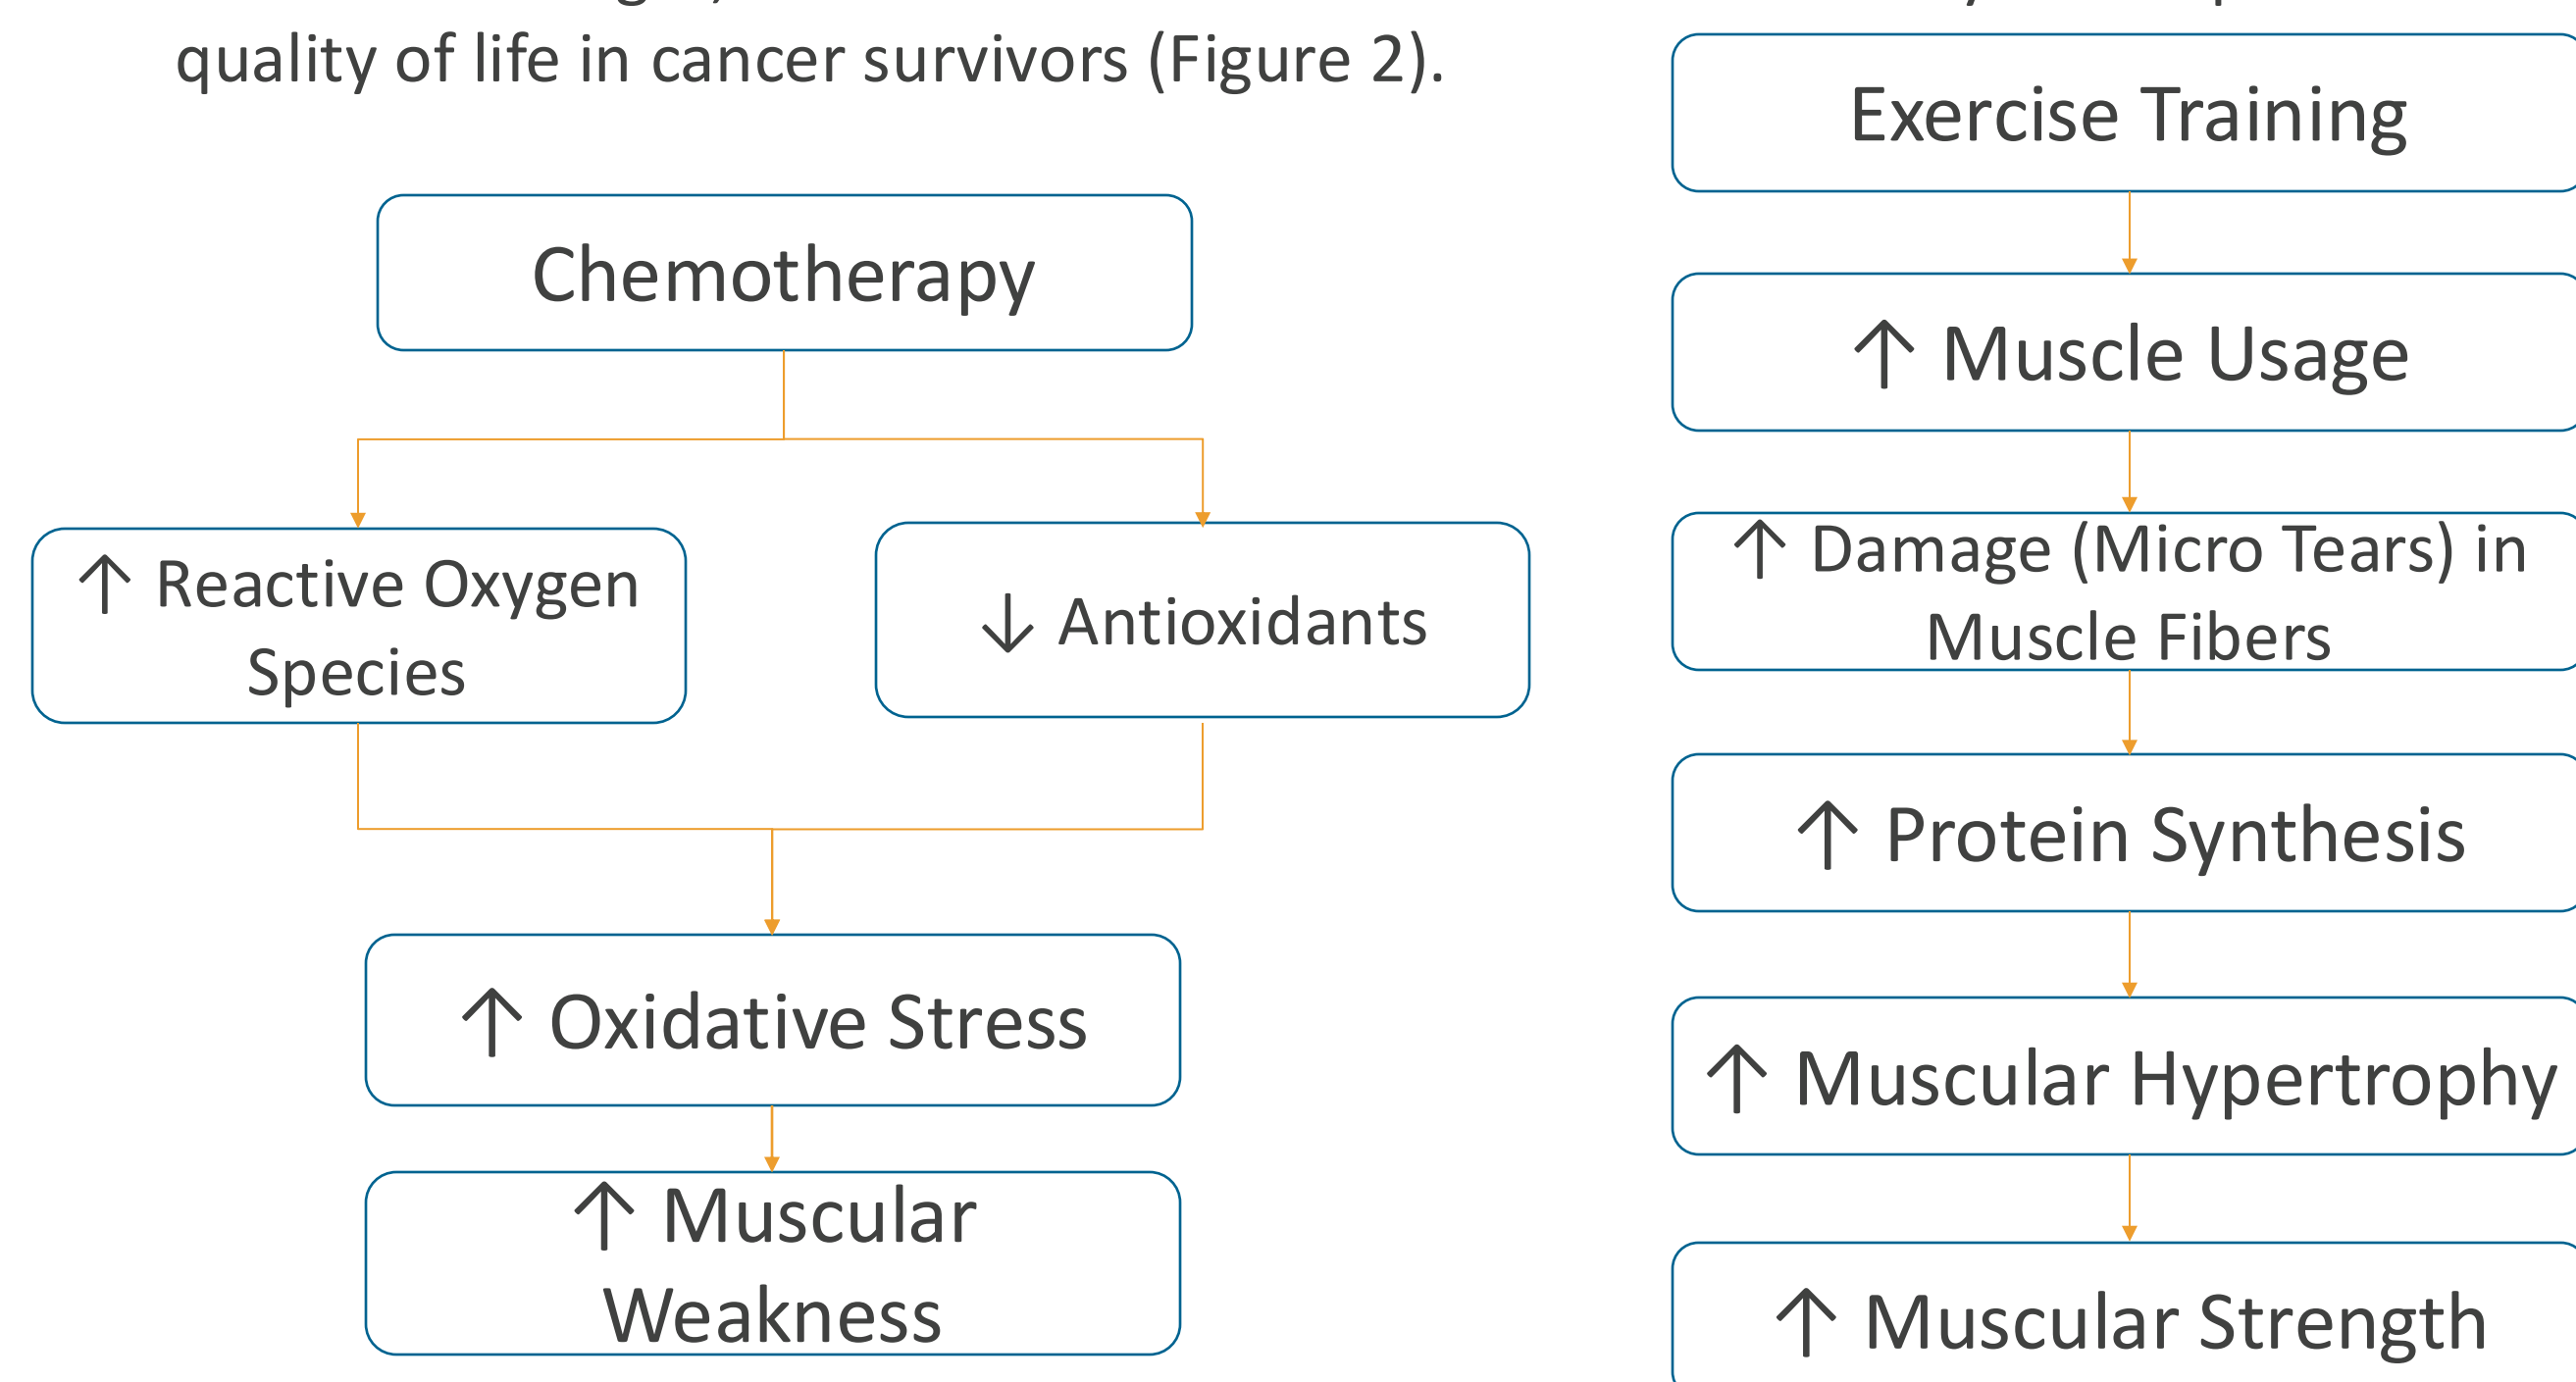 quality of life in cancer survivors (Figure 2).
Chemotherapy
↑ Reactive Oxygen
Species
↓ Antioxidants
↑ Oxidative Stress
↑ Muscular
Weakness
Exercise Training
↑ Muscle Usage
↑ Damage (Micro Tears) in
Muscle Fibers
↑ Protein Synthesis
↑ Muscular Hypertrophy
↑ Muscular Strength